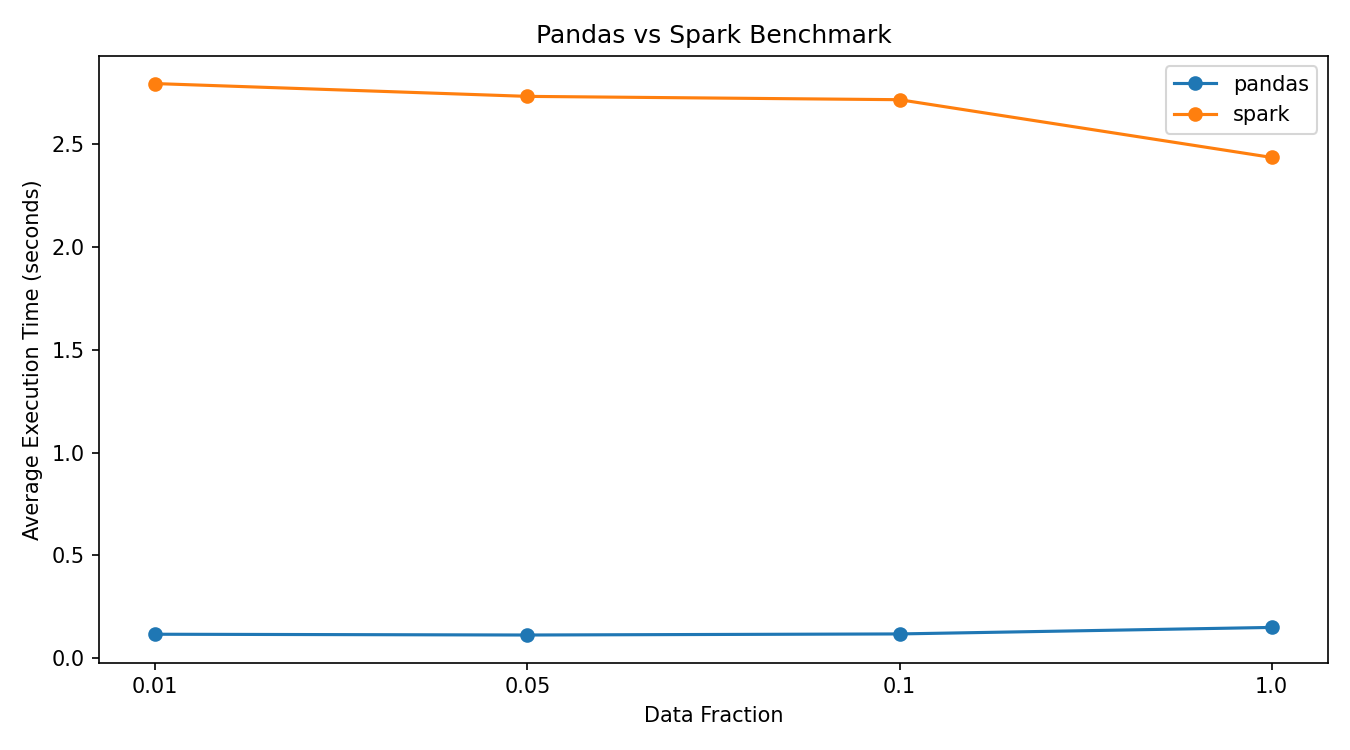 Pandas vs Spark Benchmark
pandas
spark
Average Execution Time (seconds)
2.5
2.0
1.5
1.0
0.5
0.0
0.01 0.05 0.1 1.0
Data Fraction